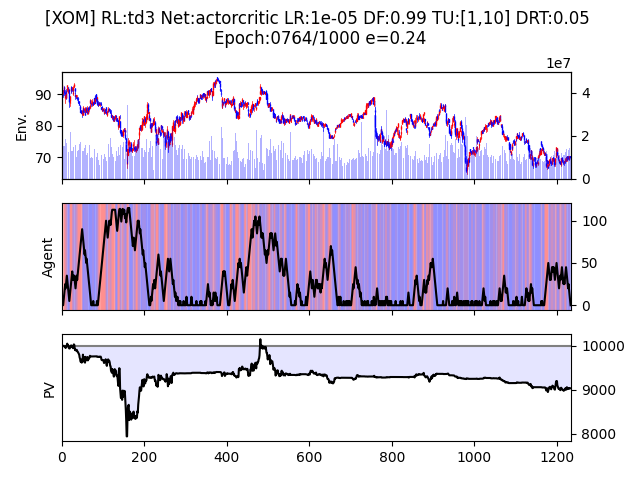 [XOM] RL:td3 Net:actorcritic LR:1e-05 DF:0.99 TU:[1,10] DRT:0.05
Epoch:0764/1000 e=0.24
1e7
Env.
90
80
70
4
2
0
Agent
100
50
0
PV
10000
9000
8000
0 200 400 600 800 1000 1200